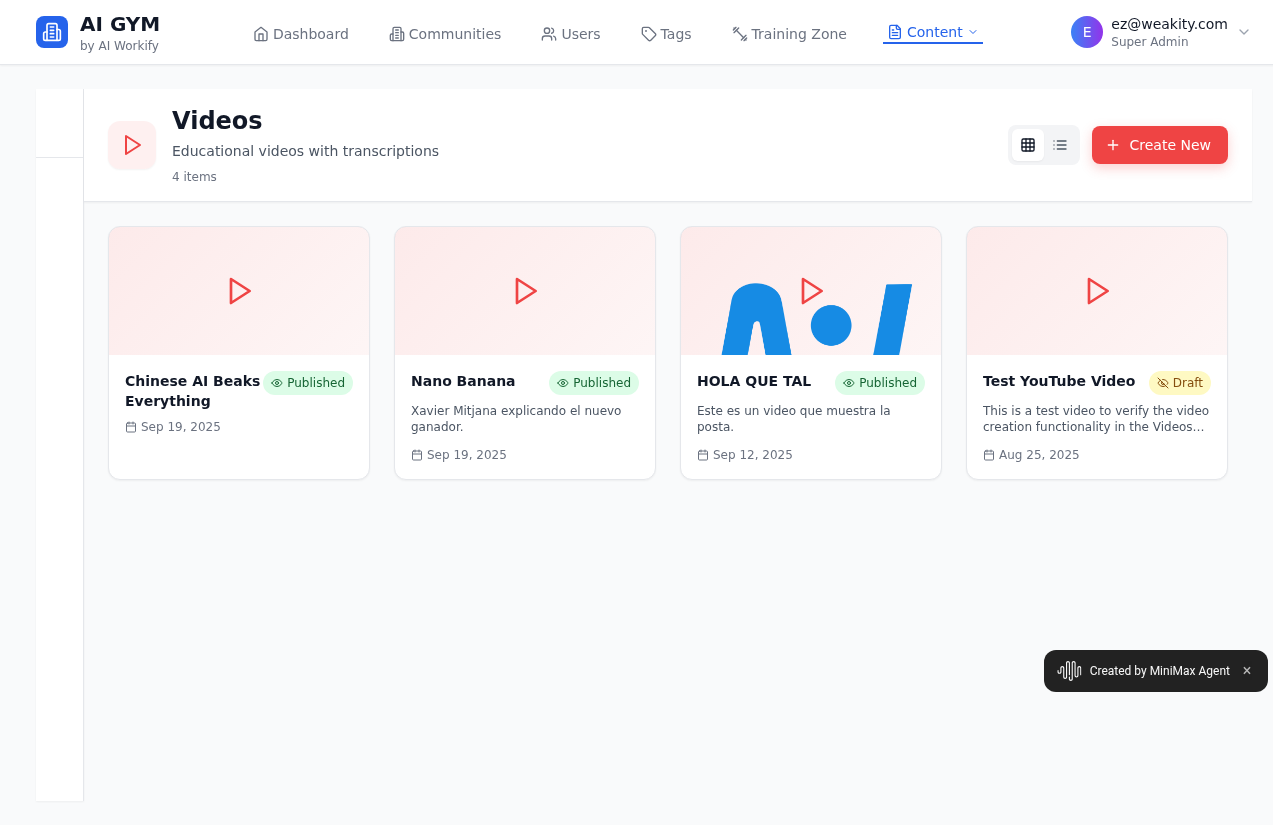 AI GYM
by AI Workify
Dashboard
Communities
Users
Tags
Training Zone
Content
E
ez@weakity.com
Super Admin
Videos
Educational videos with transcriptions
4 items
Create New
Chinese AI Beaks
Everything
Published
Sep 19, 2025
Nano Banana
Published
Xavier Mitjana explicando el nuevo
ganador.
Sep 19, 2025
HOLA QUE TAL
Published
Este es un video que muestra la
posta.
Sep 12, 2025
Test YouTube Video
Draft
This is a test video to verify the video
creation functionality in the Videos...
Aug 25, 2025
Created by MiniMax Agent